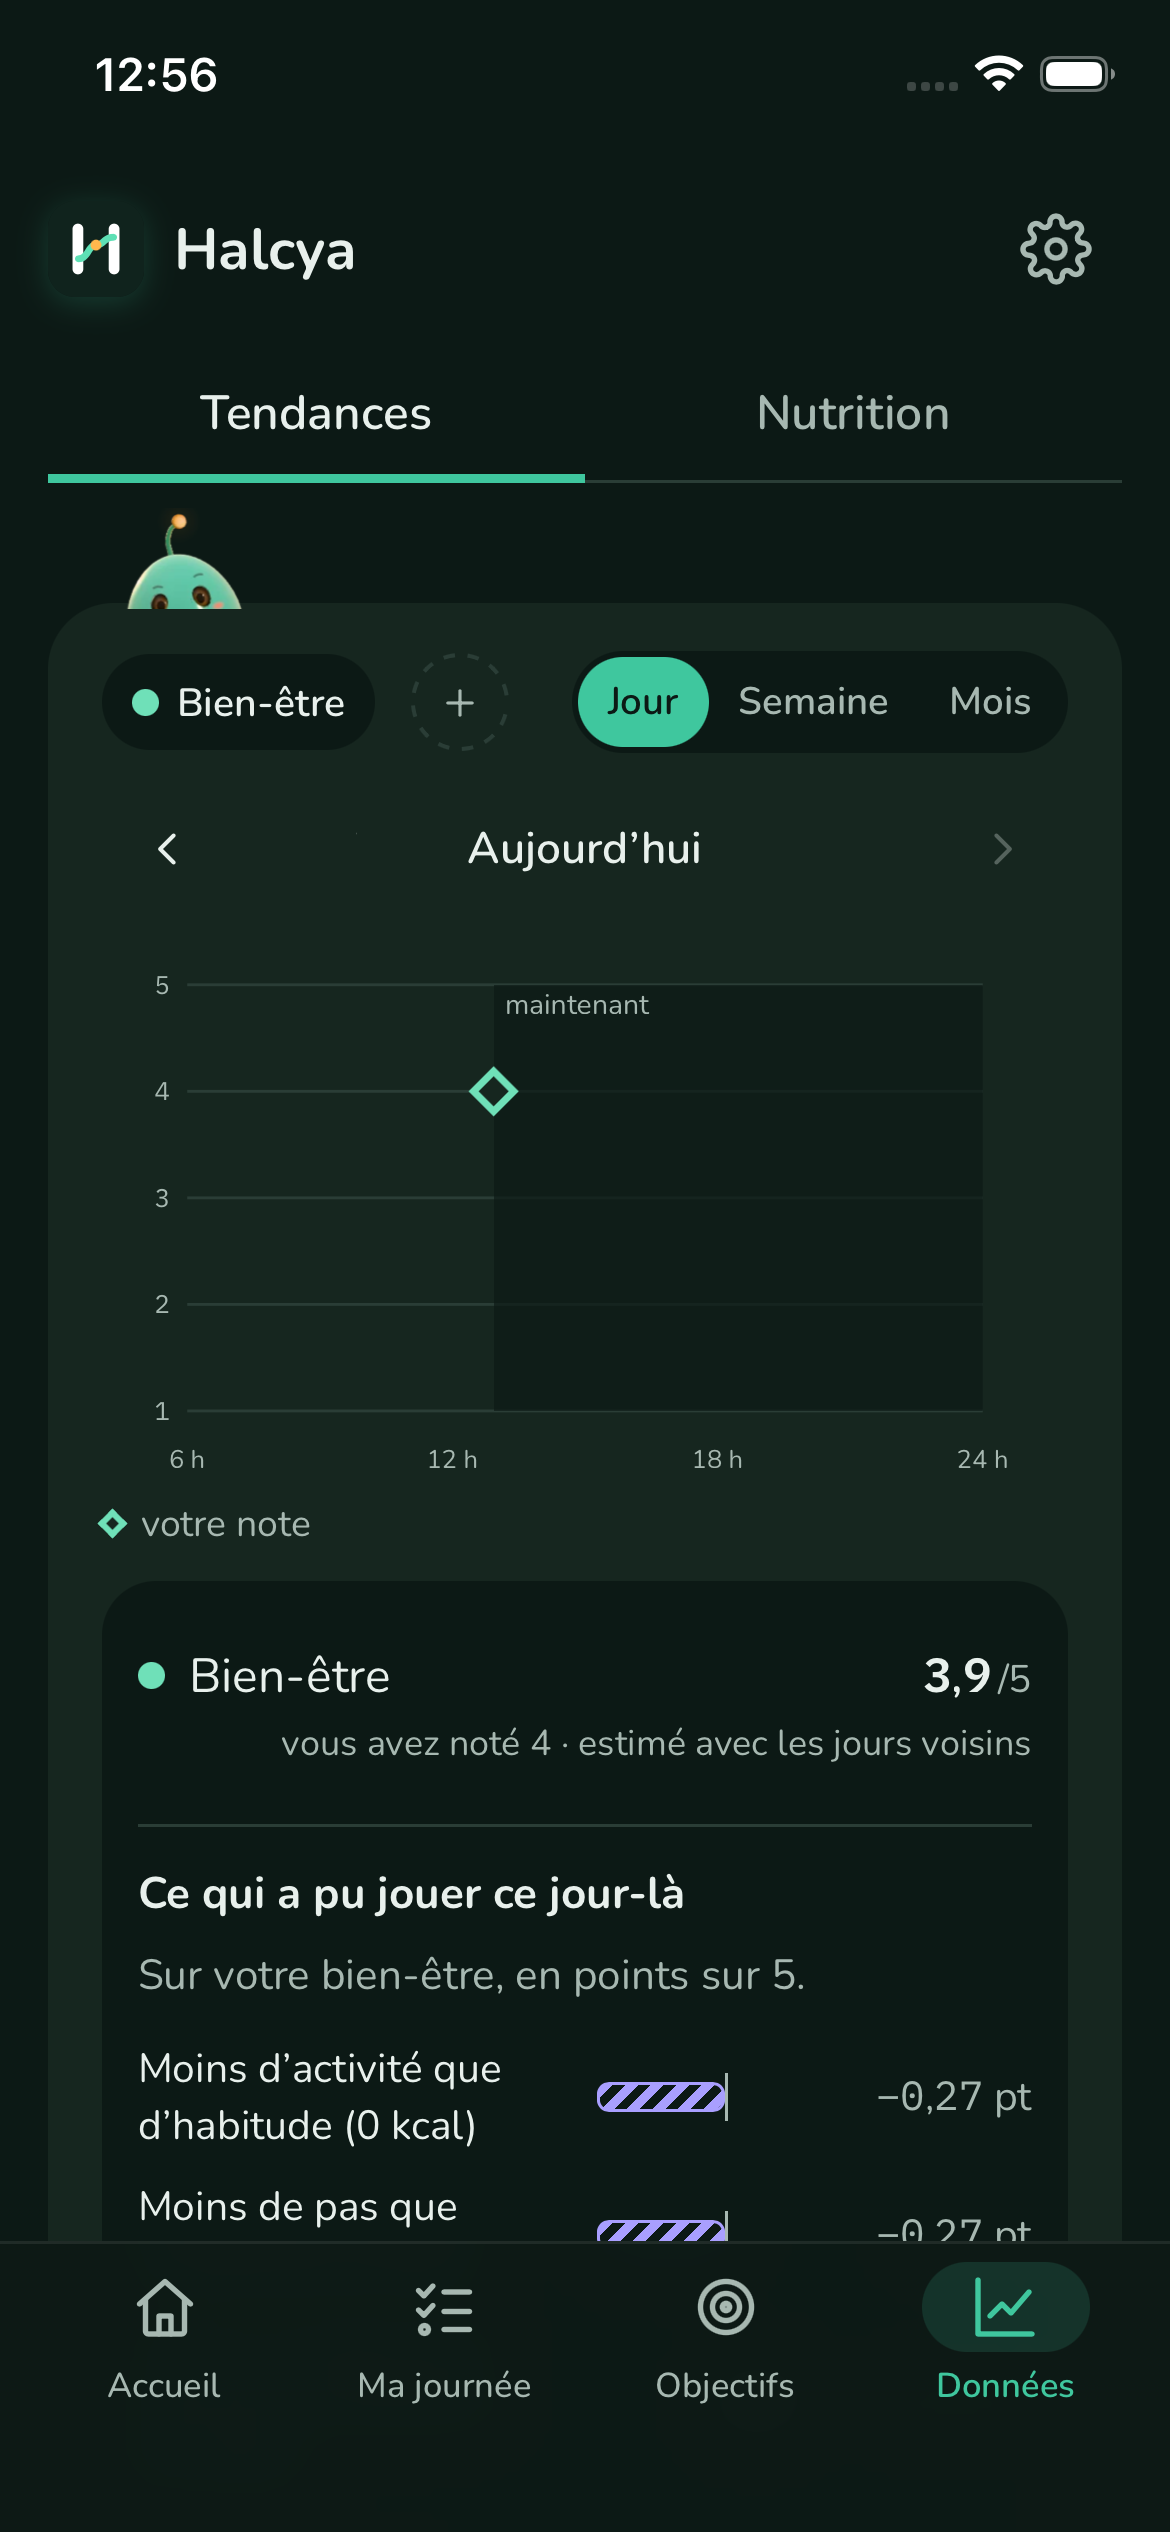 12:56
Halcya
Tendances
Nutrition
Bien-être
+
Jour
Semaine
Mois
Aujourd’hui
5
maintenant
4
3
2
1
6 h
12 h
18 h
24 h
votre note
Bien-être
3,9 /5
vous avez noté 4 · estimé avec les jours voisins
Ce qui a pu jouer ce jour-là
Sur votre bien-être, en points sur 5.
Moins d’activité que
d’habitude (0 kcal)
−0,27 pt
Moins de pas que
−0,27 pt
Accueil
Ma journée
Objectifs
Données